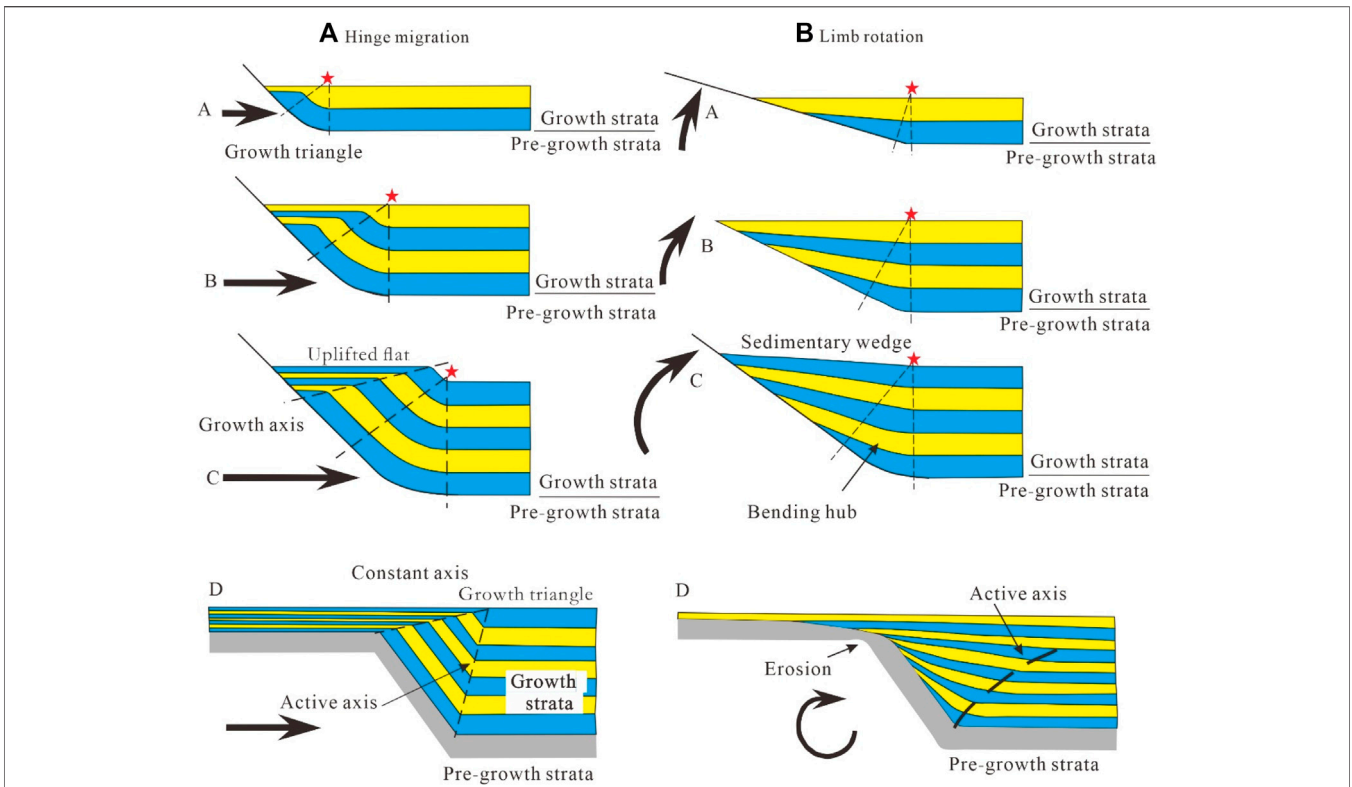 A Hinge migration
A
Growth strata
Pre-growth strata
Growth triangle
B
Growth strata
Pre-growth strata
Uplifted flat
Growth axis
C
Growth strata
Pre-growth strata
D
Constant axis
Growth triangle
Active axis
Growth
strata
Pre-growth strata
B Limb rotation
A
Growth strata
Pre-growth strata
B
Growth strata
Pre-growth strata
Sedimentary wedge
C
Growth strata
Pre-growth strata
Bending hub
D
Active axis
Erosion
Pre-growth strata